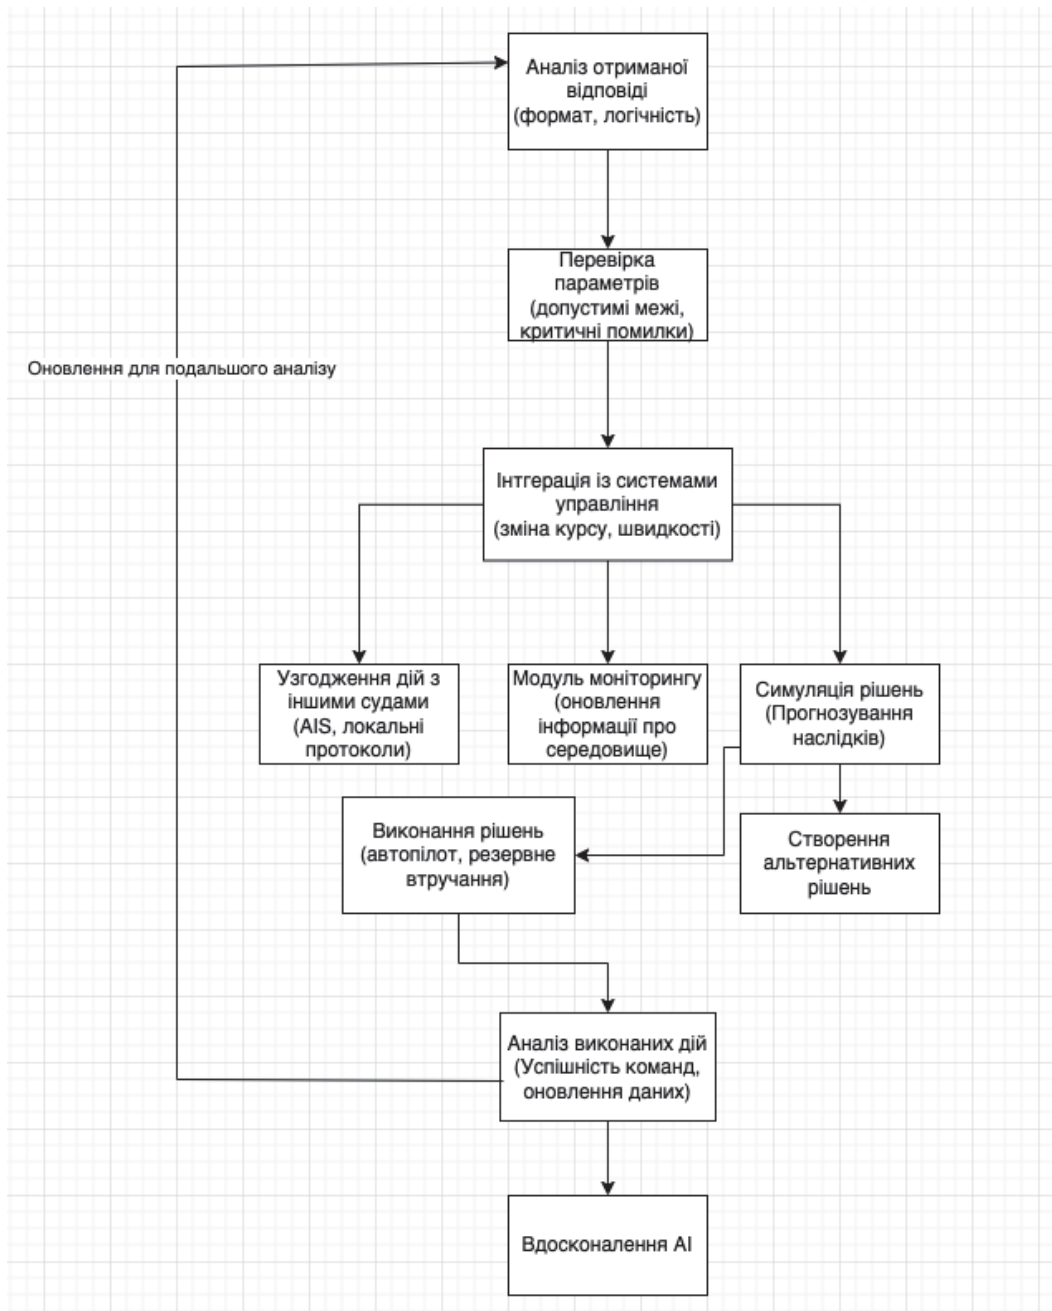 Аналіз отриманої
відповіді
(формат, логічність)
Перевірка
параметрів
(допустимі межі,
критичні помилки)
Оновлення для подальшого аналізу
Інтгерація із системами
управління
(зміна курсу, швидкості)
Узгодження дій з
іншими судами
(AIS, локальні
протоколи)
Модуль моніторингу
(оновлення
інформації про
середовище)
Симуляція рішень
(Прогнозування
наслідків)
Виконання рішень
(автопілот, резервне
втручання)
Створення
альтернативних
рішень
Аналіз виконаних дій
(Успішність команд,
оновлення даних)
Вдосконалення AI